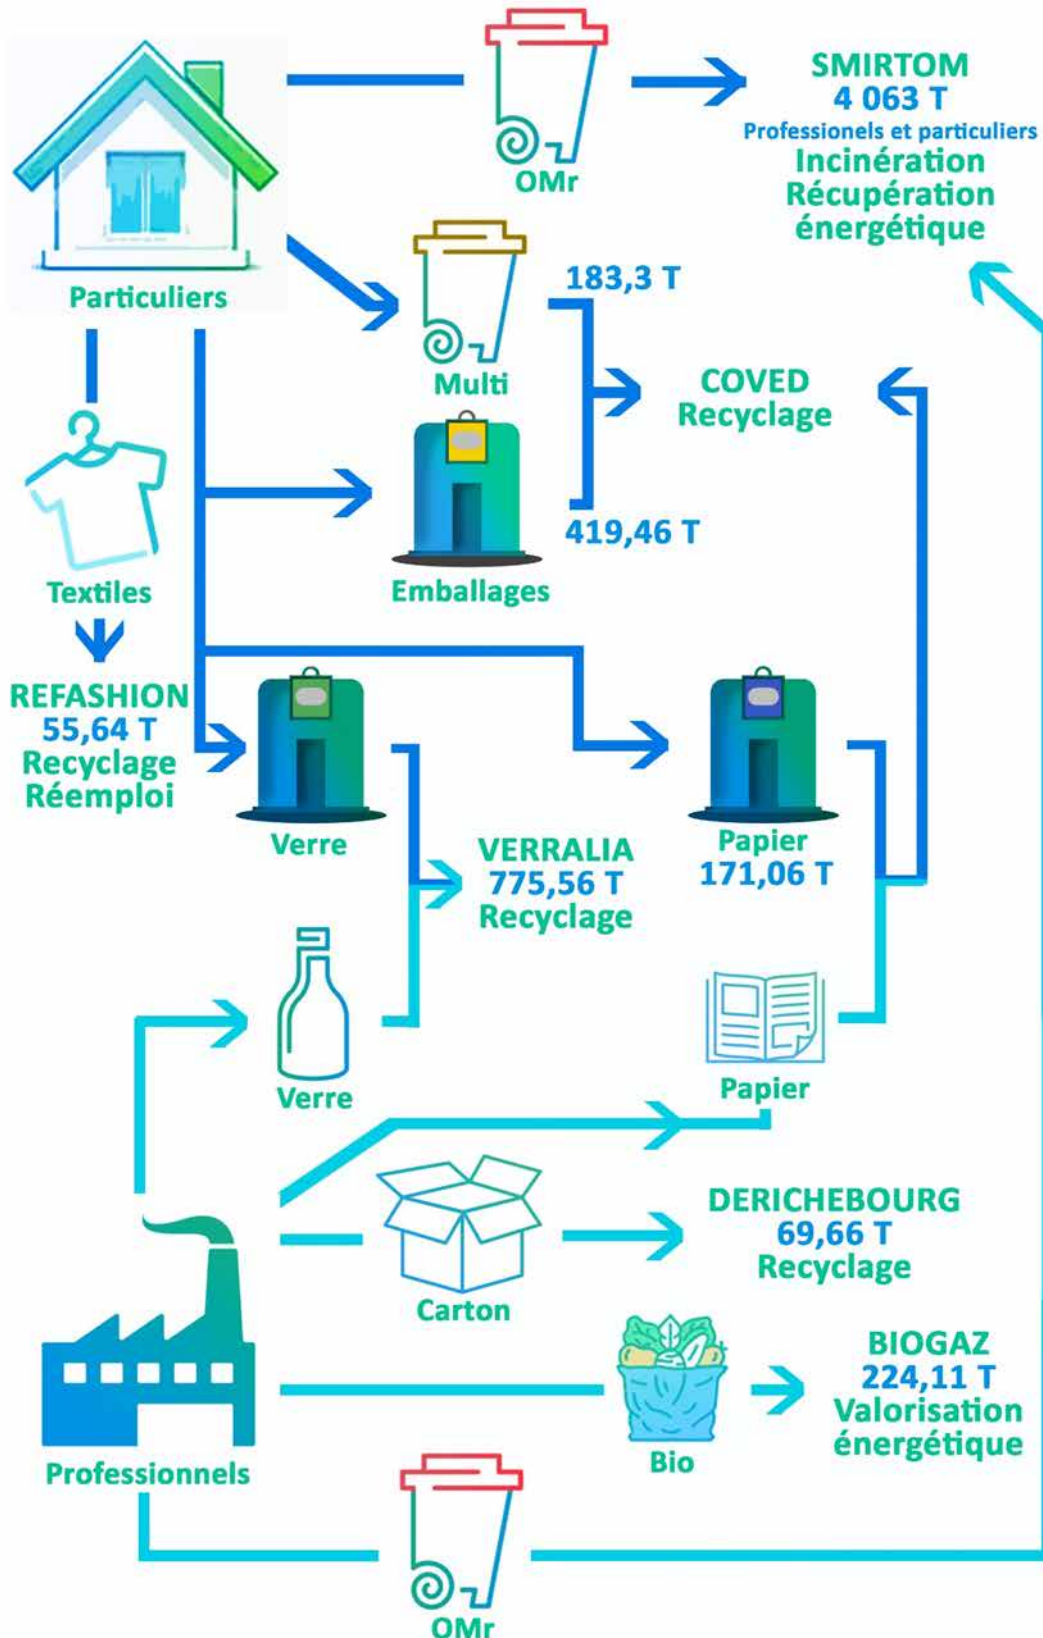 OMr
SMIRTOM
4 063 T
Professionels et particuliers
Incinération
Récupération
énergétique
Particuliers
Multi
183,3 T
COVED
Recyclage
419,46 T
Emballages
Textiles
REFASHION
55,64 T
Recyclage
Réemploi
Verre
VERRALIA
775,56 T
Recyclage
Papier
171,06 T
Verre
Papier
Carton
DERICHEBOURG
69,66 T
Recyclage
Bio
BIOGAZ
224,11 T
Valorisation
énergétique
Professionnels
OMr